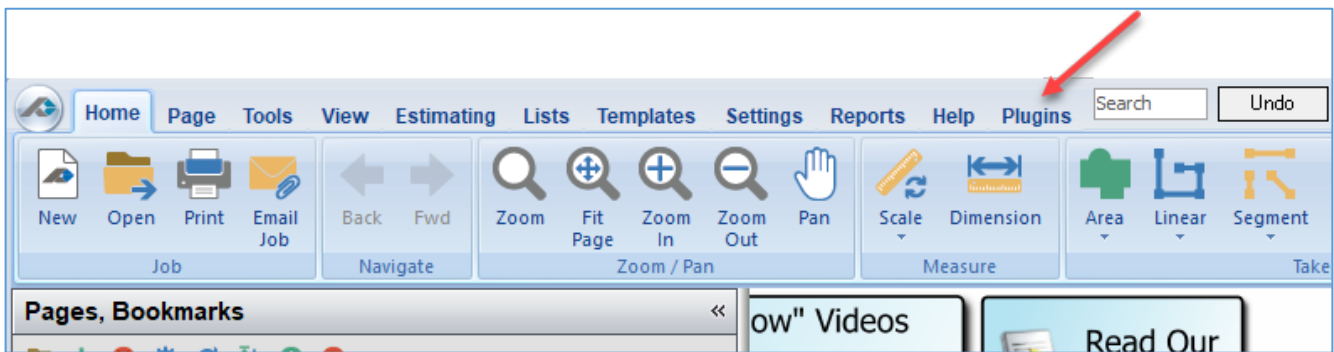 Home Page Tools View Estimating Lists Templates Settings Reports Help Plugins Search Undo
New Open Print Email Job Back Fwd Zoom Fit Page Zoom In Zoom Out Pan Scale Dimension Area Linear Segment
Job Navigate Zoom / Pan Measure Take
Pages, Bookmarks «
ow" Videos
Read Our